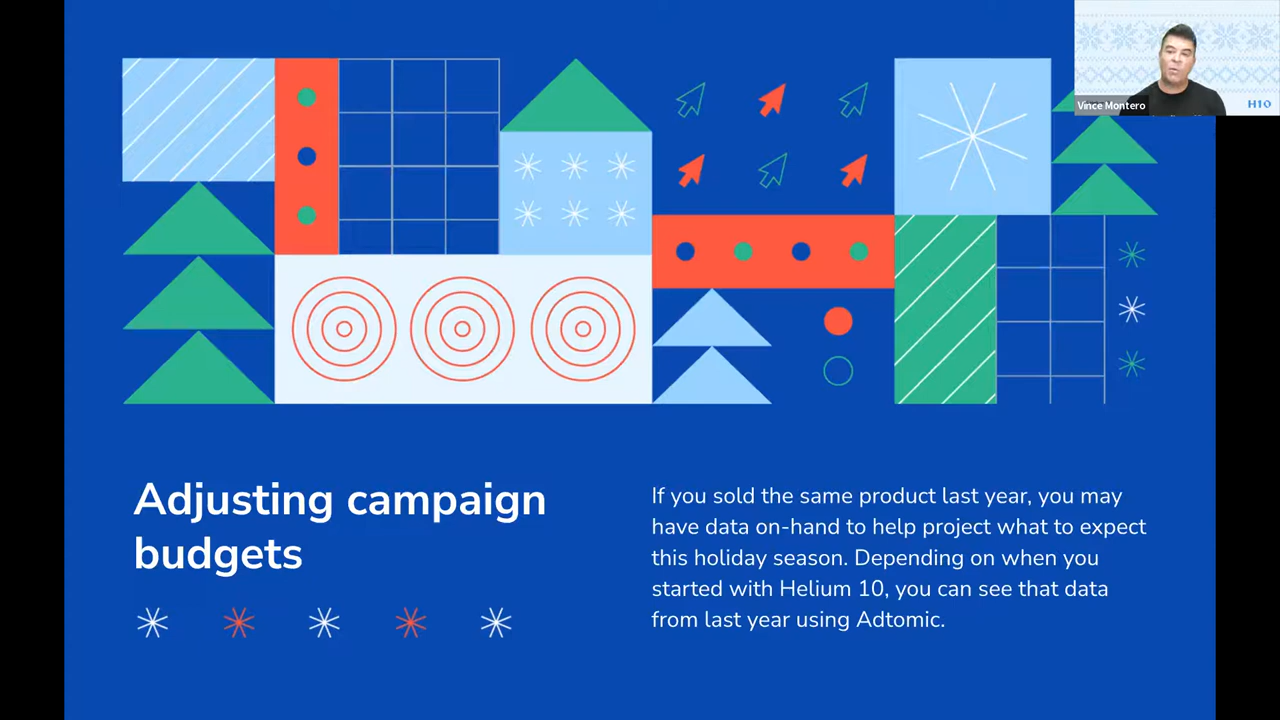 Vince Montero
H10
Adjusting campaign
budgets
If you sold the same product last year, you may
have data on-hand to help project what to expect
this holiday season. Depending on when you
started with Helium 10, you can see that data
from last year using Adtomic.